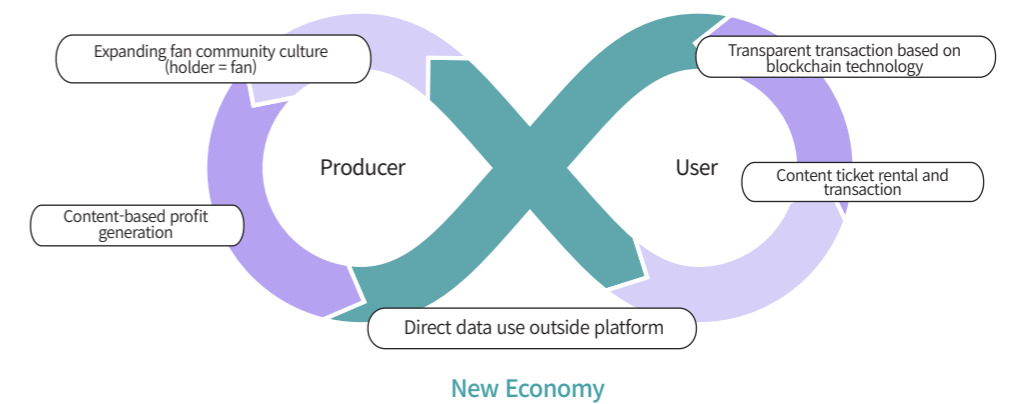 Expanding fan community culture
(holder = fan)
Transparent transaction based on
blockchain technology
Producer
User
Content ticket rental and
transaction
Content-based profit
generation
Direct data use outside platform
New Economy